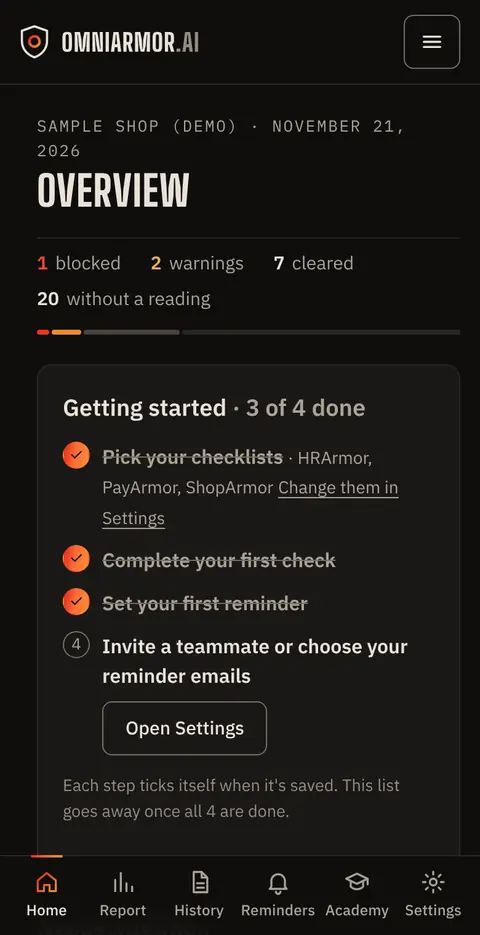 OMNIARMOR.AI
SAMPLE SHOP (DEMO) · NOVEMBER 21,
2026
OVERVIEW
1 blocked 2 warnings 7 cleared
20 without a reading
Getting started · 3 of 4 done
Pick your checklists · HRArmor,
PayArmor, ShopArmor Change them in
Settings
Complete your first check
Set your first reminder
4 Invite a teammate or choose your
reminder emails
Open Settings
Each step ticks itself when it's saved. This list
goes away once all 4 are done.
Home Report History Reminders Academy Settings